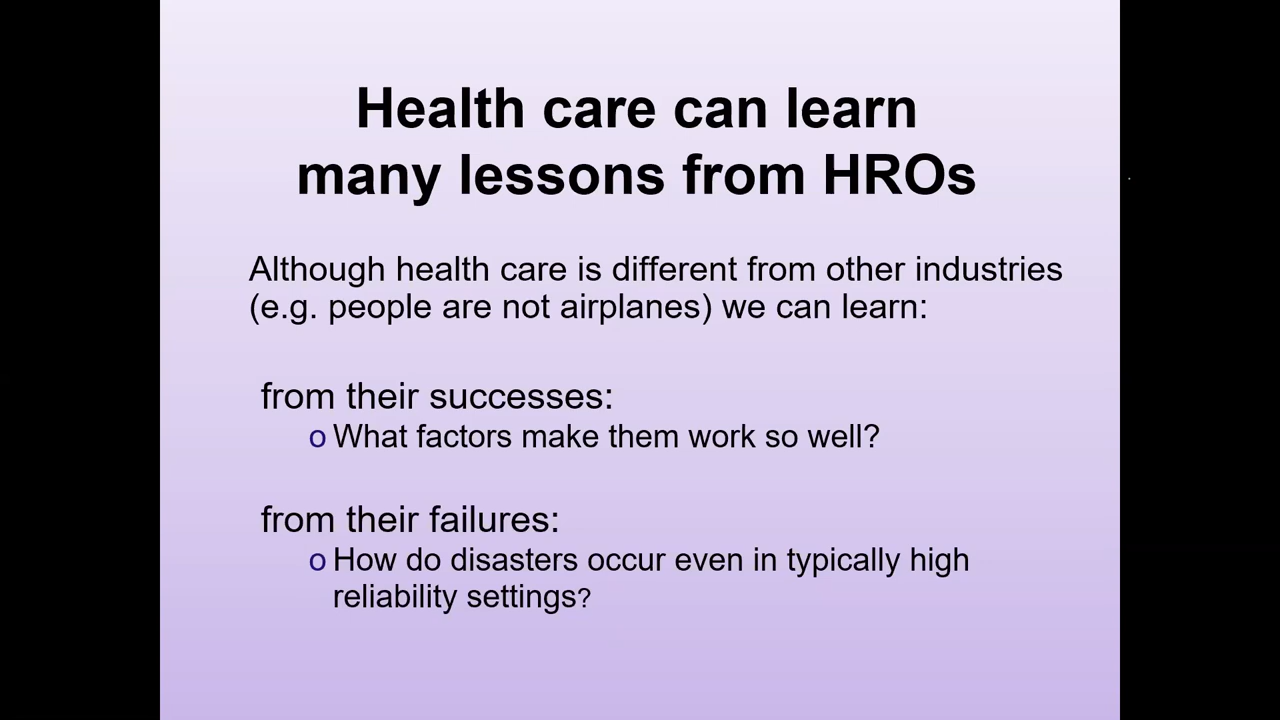 Health care can learn
many lessons from HROs
Although health care is different from other industries
(e.g. people are not airplanes) we can learn:
from their successes:
o What factors make them work so well?
from their failures:
o How do disasters occur even in typically high
reliability settings?